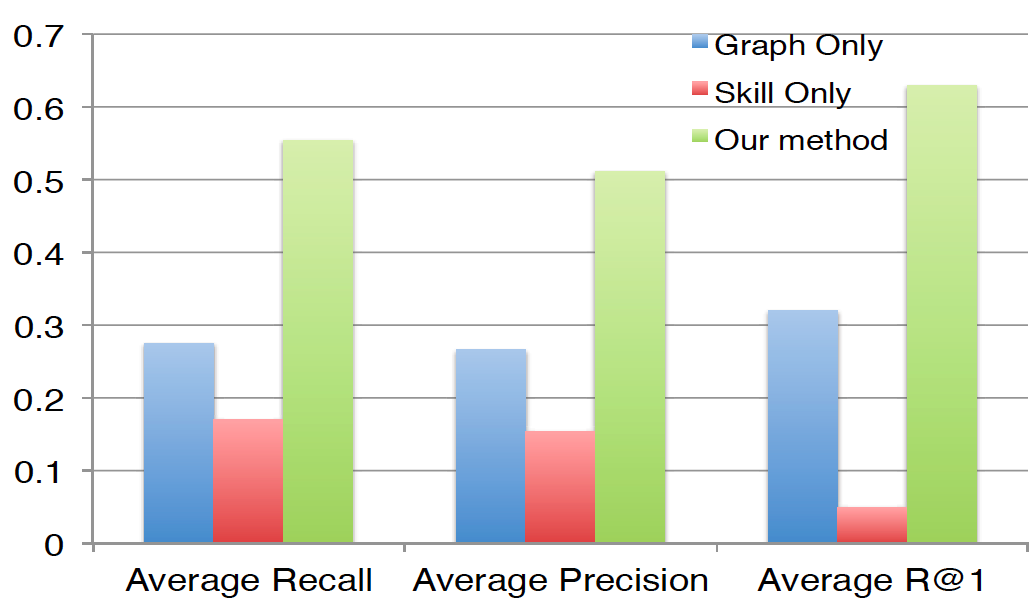 0.7
0.6
0.5
0.4
0.3
0.2
0.1
0
Graph Only
Skill Only
Our method
Average Recall
Average Precision
Average R@1